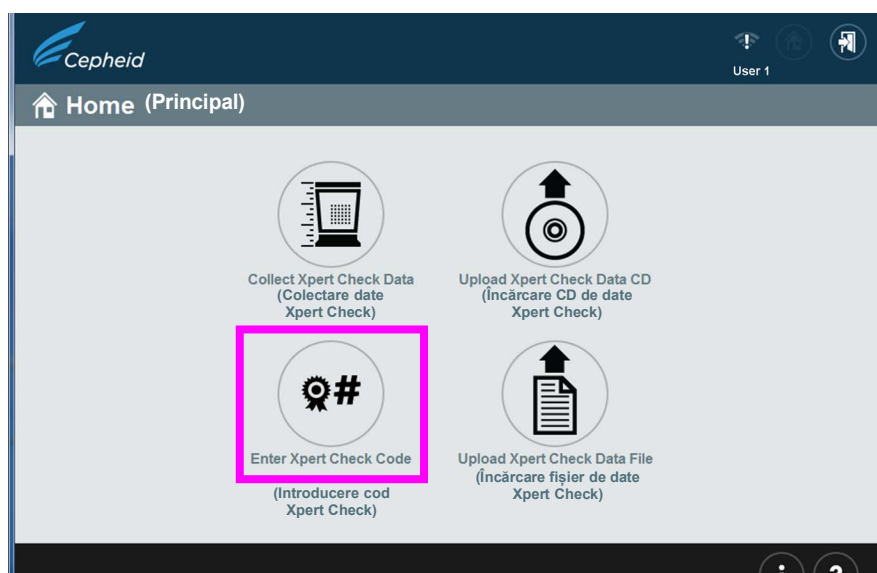 Cepheid
User 1
Home (Principal)
Collect Xpert Check Data
(Colectare date
Xpert Check)
Upload Xpert Check Data CD
(Încărcare CD de date
Xpert Check)
#
Enter Xpert Check Code
(Introducere cod
Xpert Check)
Upload Xpert Check Data File
(Încărcare fișier de date
Xpert Check)
i ?